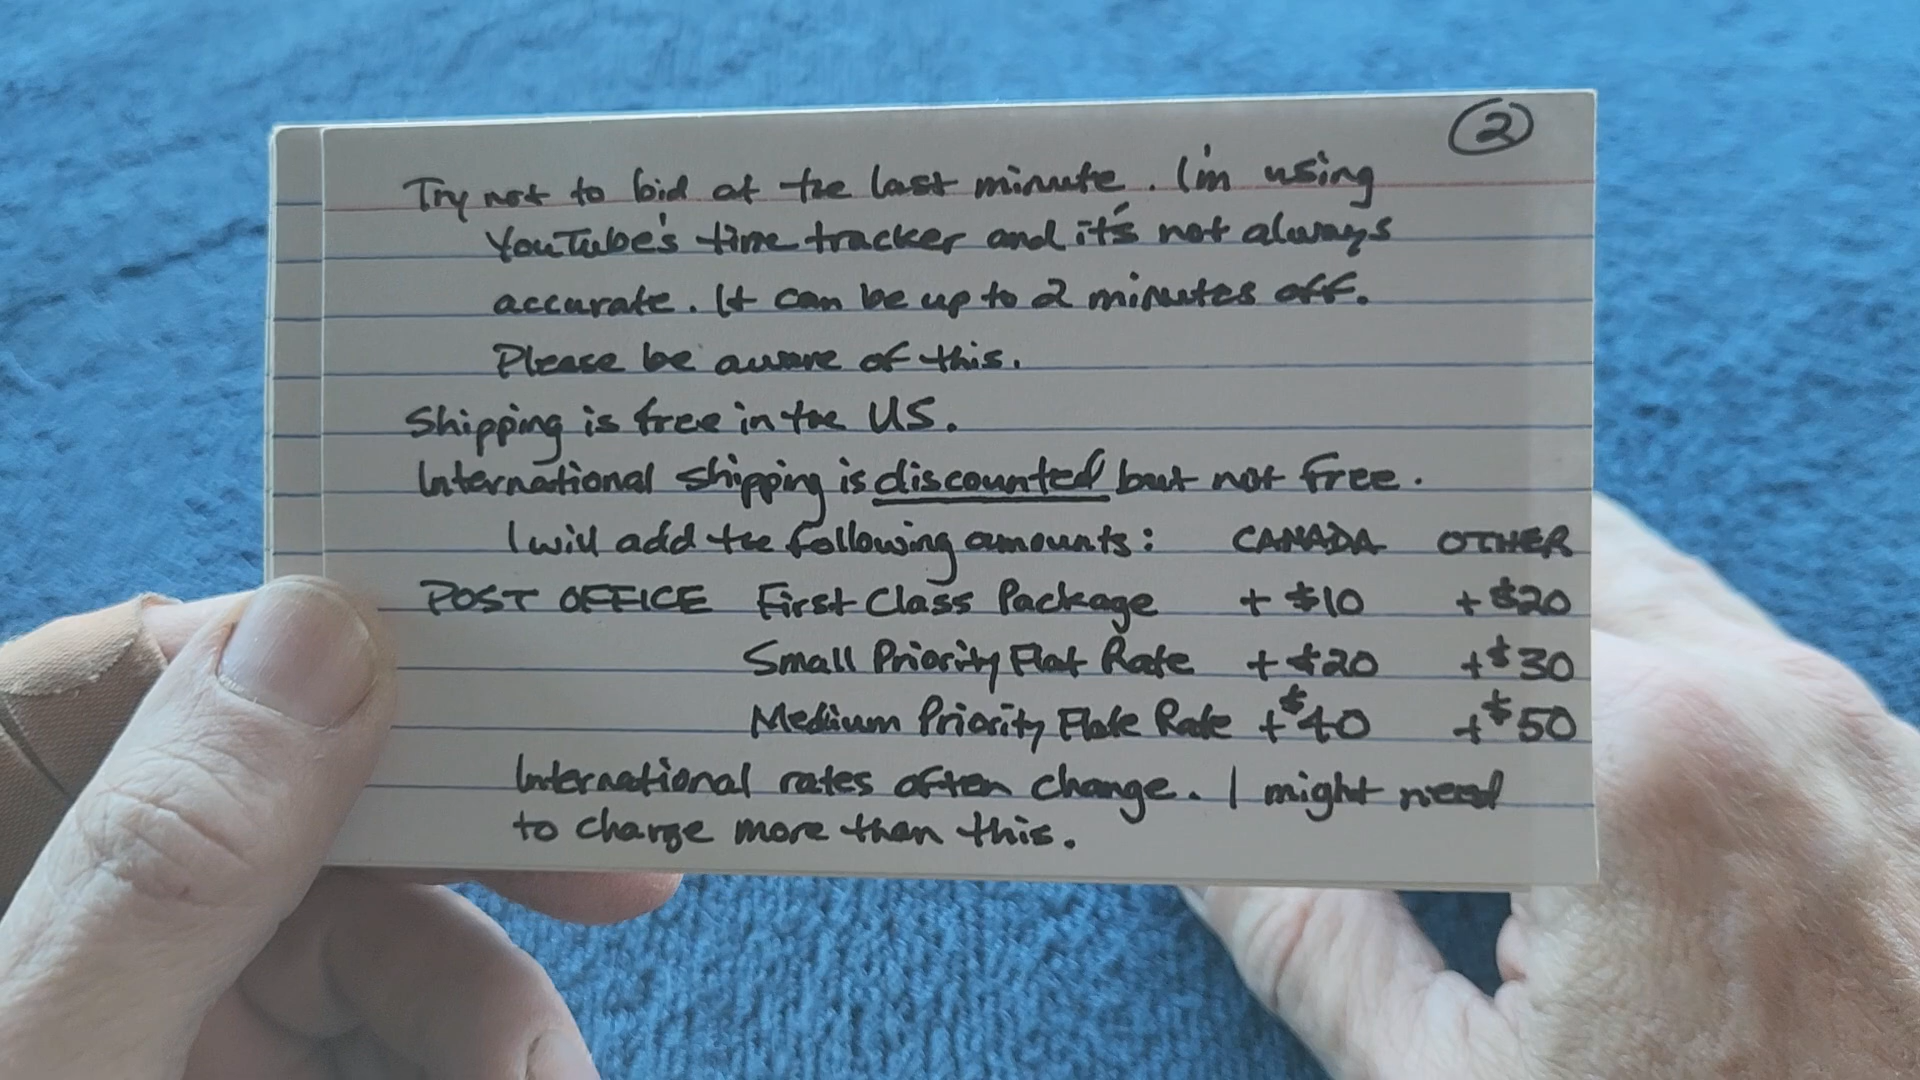 2
Try not to bid at the last minute. I'm using
YouTube's time tracker and it's not always
accurate. It can be up to 2 minutes off.
Please be aware of this.
Shipping is free in the US.
International shipping is discounted but not free.
I will add the following amounts: CANADA OTHER
POST OFFICE First Class Package +$10 +$20
Small Priority Flat Rate +$20 +$30
Medium Priority Flate Rate +$40 +$50
International rates often change. I might need
to charge more than this.